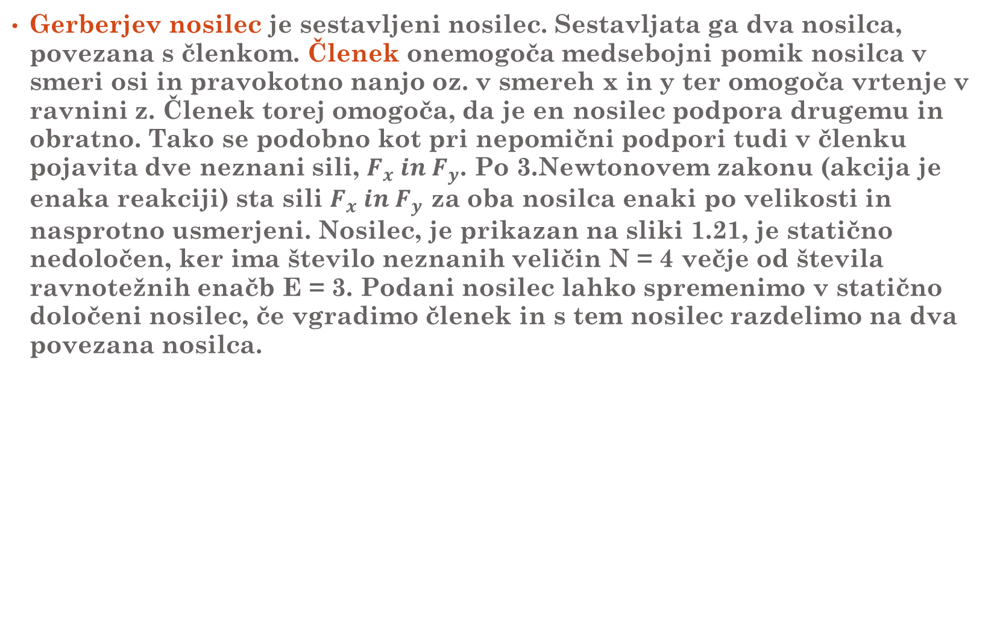 • Gerberjev nosilec je sestavljeni nosilec. Sestavljata ga dva nosilca,
povezana s členkom. Členek onemogoča medsebojni pomik nosilca v
smeri osi in pravokotno nanjo oz. v smereh x in y ter omogoča vrtenje v
ravnini z. Členek torej omogoča, da je en nosilec podpora drugemu in
obratno. Tako se podobno kot pri nepomični podpori tudi v členku
pojavita dve neznani sili, Fₓ in F_y. Po 3.Newtonovem zakonu (akcija je
enaka reakciji) sta sili Fₓ in F_y za oba nosilca enaki po velikosti in
nasprotno usmerjeni. Nosilec, je prikazan na sliki 1.21, je statično
nedoločen, ker ima število neznanih veličin N = 4 večje od števila
ravnotežnih enačb E = 3. Podani nosilec lahko spremenimo v statično
določeni nosilec, če vgradimo členek in s tem nosilec razdelimo na dva
povezana nosilca.